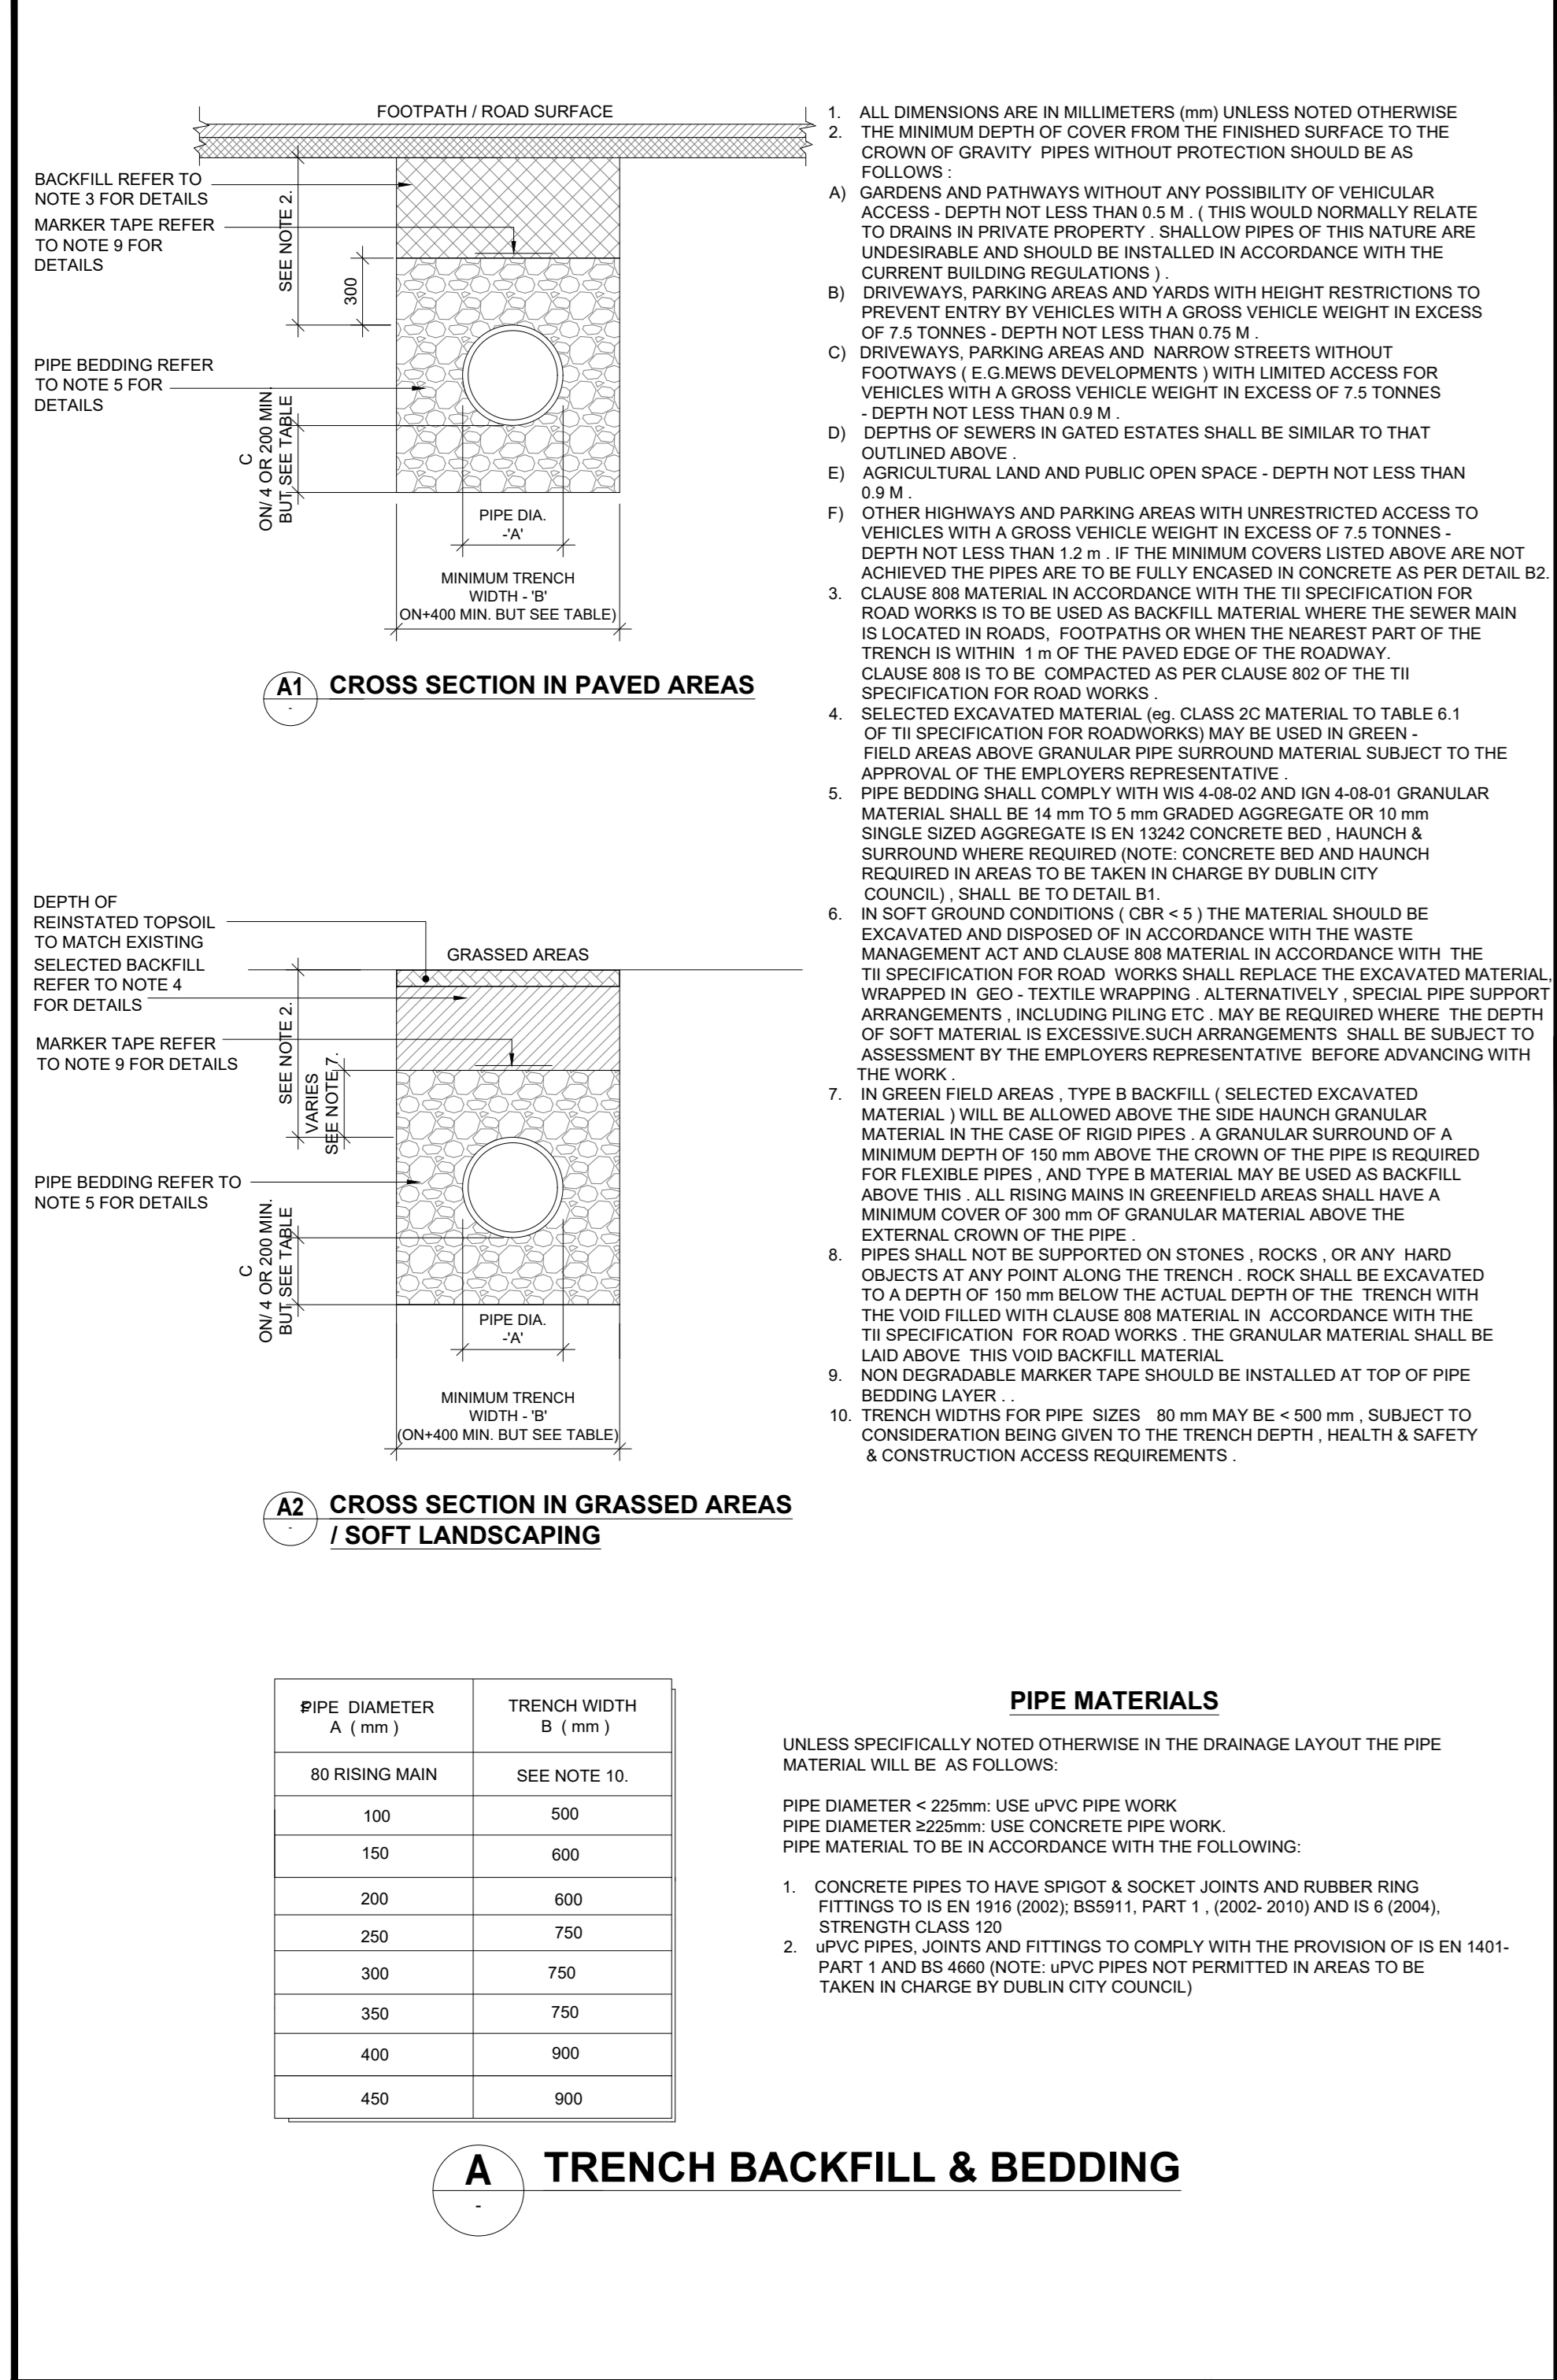 FOOTPATH / ROAD SURFACE
BACKFILL REFER TO
NOTE 3 FOR DETAILS
MARKER TAPE REFER
TO NOTE 9 FOR
DETAILS
SEE NOTE 2.
300
PIPE BEDDING REFER
TO NOTE 5 FOR
DETAILS
C
ON/ 4 OR 200 MIN.
BUT SEE TABLE
PIPE DIA.
-'A'
MINIMUM TRENCH
WIDTH - 'B'
ON+400 MIN. BUT SEE TABLE)
A1
-
CROSS SECTION IN PAVED AREAS
DEPTH OF
REINSTATED TOPSOIL
TO MATCH EXISTING
SELECTED BACKFILL
REFER TO NOTE 4
FOR DETAILS
GRASSED AREAS
MARKER TAPE REFER
TO NOTE 9 FOR DETAILS
SEE NOTE 2.
VARIES
SEE NOTE 7.
PIPE BEDDING REFER TO
NOTE 5 FOR DETAILS
C
ON/ 4 OR 200 MIN.
BUT SEE TABLE
PIPE DIA.
-'A'
MINIMUM TRENCH
WIDTH - 'B'
(ON+400 MIN. BUT SEE TABLE)
A2
-
CROSS SECTION IN GRASSED AREAS
/ SOFT LANDSCAPING
1. ALL DIMENSIONS ARE IN MILLIMETERS (mm) UNLESS NOTED OTHERWISE
2. THE MINIMUM DEPTH OF COVER FROM THE FINISHED SURFACE TO THE
CROWN OF GRAVITY PIPES WITHOUT PROTECTION SHOULD BE AS
FOLLOWS :
A) GARDENS AND PATHWAYS WITHOUT ANY POSSIBILITY OF VEHICULAR
ACCESS - DEPTH NOT LESS THAN 0.5 M . ( THIS WOULD NORMALLY RELATE
TO DRAINS IN PRIVATE PROPERTY . SHALLOW PIPES OF THIS NATURE ARE
UNDESIRABLE AND SHOULD BE INSTALLED IN ACCORDANCE WITH THE
CURRENT BUILDING REGULATIONS ) .
B) DRIVEWAYS, PARKING AREAS AND YARDS WITH HEIGHT RESTRICTIONS TO
PREVENT ENTRY BY VEHICLES WITH A GROSS VEHICLE WEIGHT IN EXCESS
OF 7.5 TONNES - DEPTH NOT LESS THAN 0.75 M .
C) DRIVEWAYS, PARKING AREAS AND NARROW STREETS WITHOUT
FOOTWAYS ( E.G.MEWS DEVELOPMENTS ) WITH LIMITED ACCESS FOR
VEHICLES WITH A GROSS VEHICLE WEIGHT IN EXCESS OF 7.5 TONNES
- DEPTH NOT LESS THAN 0.9 M .
D) DEPTHS OF SEWERS IN GATED ESTATES SHALL BE SIMILAR TO THAT
OUTLINED ABOVE .
E) AGRICULTURAL LAND AND PUBLIC OPEN SPACE - DEPTH NOT LESS THAN
0.9 M .
F) OTHER HIGHWAYS AND PARKING AREAS WITH UNRESTRICTED ACCESS TO
VEHICLES WITH A GROSS VEHICLE WEIGHT IN EXCESS OF 7.5 TONNES -
DEPTH NOT LESS THAN 1.2 m . IF THE MINIMUM COVERS LISTED ABOVE ARE NOT
ACHIEVED THE PIPES ARE TO BE FULLY ENCASED IN CONCRETE AS PER DETAIL B2.
3. CLAUSE 808 MATERIAL IN ACCORDANCE WITH THE TII SPECIFICATION FOR
ROAD WORKS IS TO BE USED AS BACKFILL MATERIAL WHERE THE SEWER MAIN
IS LOCATED IN ROADS, FOOTPATHS OR WHEN THE NEAREST PART OF THE
TRENCH IS WITHIN 1 m OF THE PAVED EDGE OF THE ROADWAY.
CLAUSE 808 IS TO BE COMPACTED AS PER CLAUSE 802 OF THE TII
SPECIFICATION FOR ROAD WORKS .
4. SELECTED EXCAVATED MATERIAL (eg. CLASS 2C MATERIAL TO TABLE 6.1
OF TII SPECIFICATION FOR ROADWORKS) MAY BE USED IN GREEN -
FIELD AREAS ABOVE GRANULAR PIPE SURROUND MATERIAL SUBJECT TO THE
APPROVAL OF THE EMPLOYERS REPRESENTATIVE .
5. PIPE BEDDING SHALL COMPLY WITH WIS 4-08-02 AND IGN 4-08-01 GRANULAR
MATERIAL SHALL BE 14 mm TO 5 mm GRADED AGGREGATE OR 10 mm
SINGLE SIZED AGGREGATE IS EN 13242 CONCRETE BED , HAUNCH &
SURROUND WHERE REQUIRED (NOTE: CONCRETE BED AND HAUNCH
REQUIRED IN AREAS TO BE TAKEN IN CHARGE BY DUBLIN CITY
COUNCIL) , SHALL BE TO DETAIL B1.
6. IN SOFT GROUND CONDITIONS ( CBR < 5 ) THE MATERIAL SHOULD BE
EXCAVATED AND DISPOSED OF IN ACCORDANCE WITH THE WASTE
MANAGEMENT ACT AND CLAUSE 808 MATERIAL IN ACCORDANCE WITH THE
TII SPECIFICATION FOR ROAD WORKS SHALL REPLACE THE EXCAVATED MATERIAL,
WRAPPED IN GEO - TEXTILE WRAPPING . ALTERNATIVELY , SPECIAL PIPE SUPPORT
ARRANGEMENTS , INCLUDING PILING ETC . MAY BE REQUIRED WHERE THE DEPTH
OF SOFT MATERIAL IS EXCESSIVE.SUCH ARRANGEMENTS SHALL BE SUBJECT TO
ASSESSMENT BY THE EMPLOYERS REPRESENTATIVE BEFORE ADVANCING WITH
THE WORK .
7. IN GREEN FIELD AREAS , TYPE B BACKFILL ( SELECTED EXCAVATED
MATERIAL ) WILL BE ALLOWED ABOVE THE SIDE HAUNCH GRANULAR
MATERIAL IN THE CASE OF RIGID PIPES . A GRANULAR SURROUND OF A
MINIMUM DEPTH OF 150 mm ABOVE THE CROWN OF THE PIPE IS REQUIRED
FOR FLEXIBLE PIPES , AND TYPE B MATERIAL MAY BE USED AS BACKFILL
ABOVE THIS . ALL RISING MAINS IN GREENFIELD AREAS SHALL HAVE A
MINIMUM COVER OF 300 mm OF GRANULAR MATERIAL ABOVE THE
EXTERNAL CROWN OF THE PIPE .
8. PIPES SHALL NOT BE SUPPORTED ON STONES , ROCKS , OR ANY HARD
OBJECTS AT ANY POINT ALONG THE TRENCH . ROCK SHALL BE EXCAVATED
TO A DEPTH OF 150 mm BELOW THE ACTUAL DEPTH OF THE TRENCH WITH
THE VOID FILLED WITH CLAUSE 808 MATERIAL IN ACCORDANCE WITH THE
TII SPECIFICATION FOR ROAD WORKS . THE GRANULAR MATERIAL SHALL BE
LAID ABOVE THIS VOID BACKFILL MATERIAL
9. NON DEGRADABLE MARKER TAPE SHOULD BE INSTALLED AT TOP OF PIPE
BEDDING LAYER . .
10. TRENCH WIDTHS FOR PIPE SIZES 80 mm MAY BE < 500 mm , SUBJECT TO
CONSIDERATION BEING GIVEN TO THE TRENCH DEPTH , HEALTH & SAFETY
& CONSTRUCTION ACCESS REQUIREMENTS .
PIPE DIAMETER TRENCH WIDTH
A ( mm ) B ( mm )
80 RISING MAIN SEE NOTE 10.
100 500
150 600
200 600
250 750
300 750
350 750
400 900
450 900
PIPE MATERIALS
UNLESS SPECIFICALLY NOTED OTHERWISE IN THE DRAINAGE LAYOUT THE PIPE
MATERIAL WILL BE AS FOLLOWS:
PIPE DIAMETER < 225mm: USE uPVC PIPE WORK
PIPE DIAMETER ≥225mm: USE CONCRETE PIPE WORK.
PIPE MATERIAL TO BE IN ACCORDANCE WITH THE FOLLOWING:
1. CONCRETE PIPES TO HAVE SPIGOT & SOCKET JOINTS AND RUBBER RING
FITTINGS TO IS EN 1916 (2002); BS5911, PART 1 , (2002- 2010) AND IS 6 (2004),
STRENGTH CLASS 120
2. uPVC PIPES, JOINTS AND FITTINGS TO COMPLY WITH THE PROVISION OF IS EN 1401-
PART 1 AND BS 4660 (NOTE: uPVC PIPES NOT PERMITTED IN AREAS TO BE
TAKEN IN CHARGE BY DUBLIN CITY COUNCIL)
A
-
TRENCH BACKFILL & BEDDING